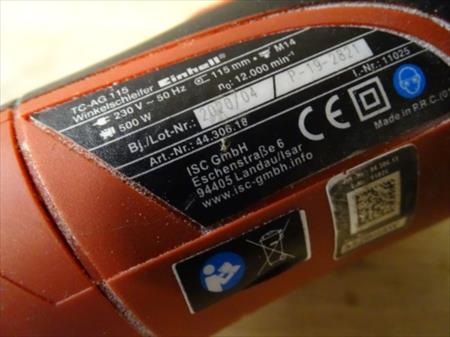 TC-AG 115
Winkelschleifer Einhell 115 mm M14
230 V ~ 50 Hz n₀: 12.000 min⁻¹
500 W
Bj./Lot-Nr.: 2020/04 / P-19-2821
Art.-Nr.: 44.306.18 I.-Nr.: 11025
ISC GmbH
Eschenstraße 6
94405 Landau/Isar
www.isc-gmbh.info
CE
Made in P.R.C.
11025